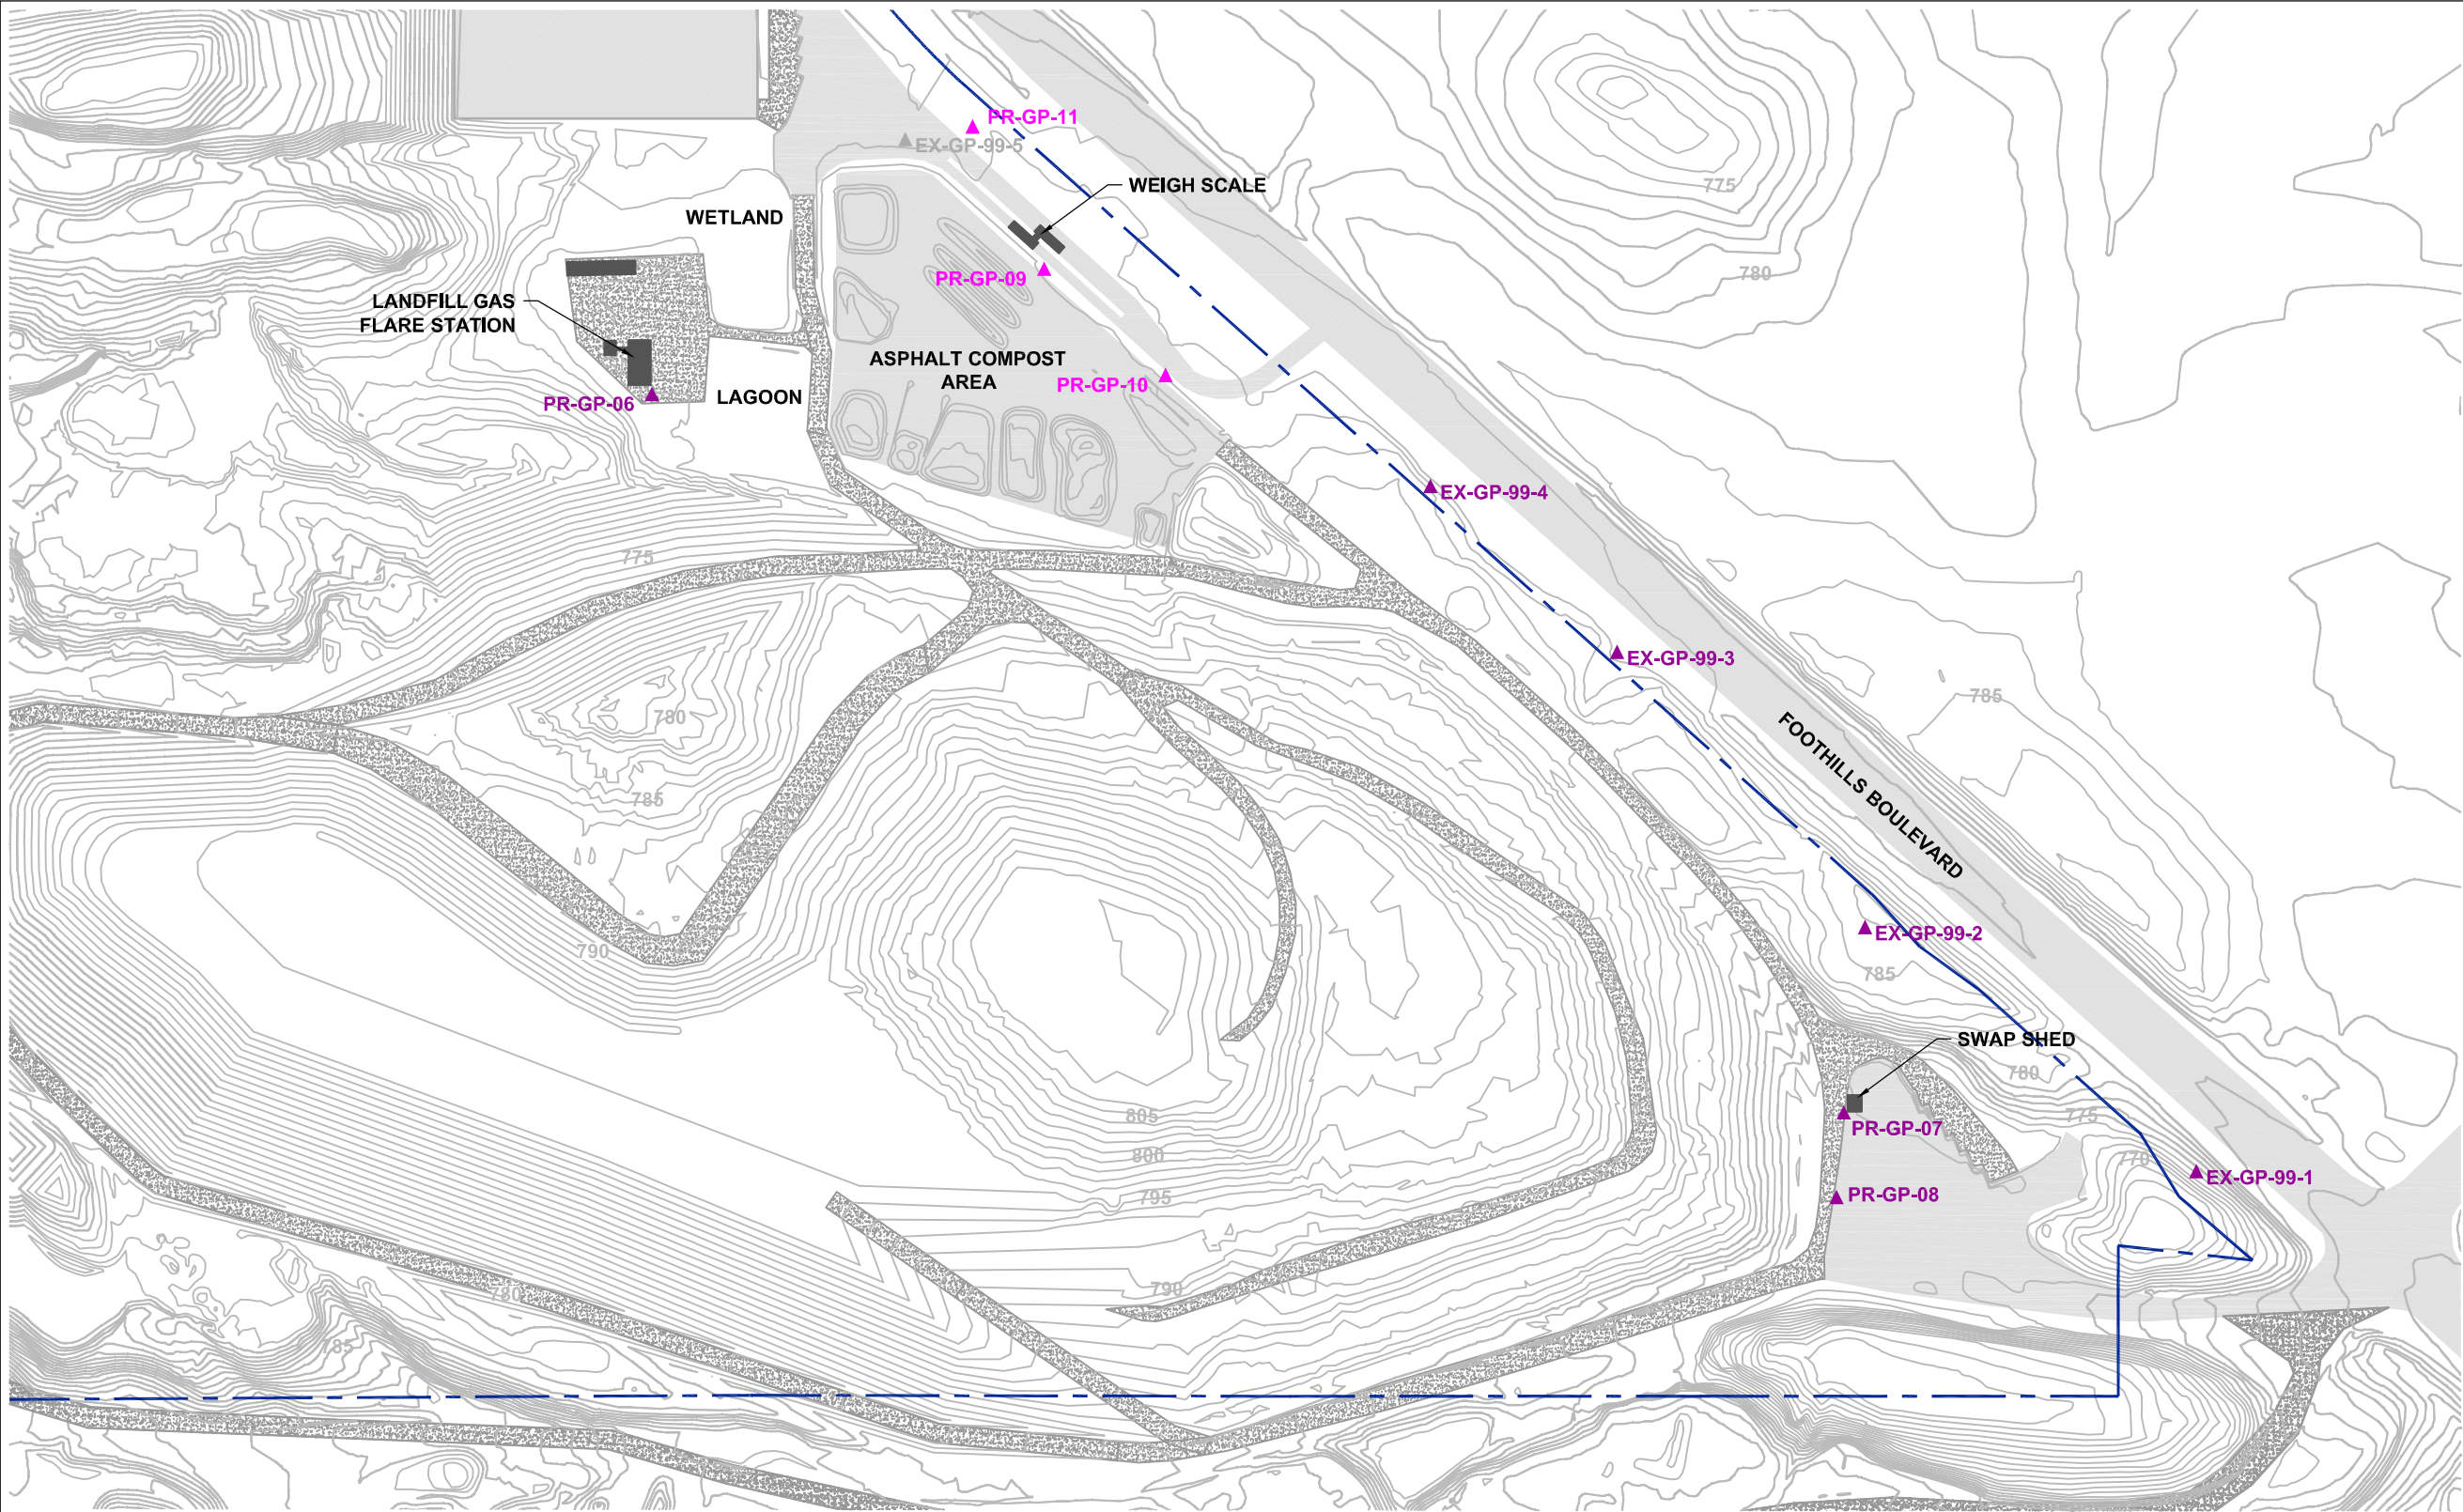 PR-GP-11
EX-GP-99-5
WEIGH SCALE
775
WETLAND
780
PR-GP-09
LANDFILL GAS
FLARE STATION
ASPHALT COMPOST
AREA
PR-GP-10
LAGOON
PR-GP-06
EX-GP-99-4
775
EX-GP-99-3
785
780
FOOTHILLS BOULEVARD
785
EX-GP-99-2
790
785
SWAP SHED
780
805
775
PR-GP-07
800
770
EX-GP-99-1
PR-GP-08
795
790
780
785